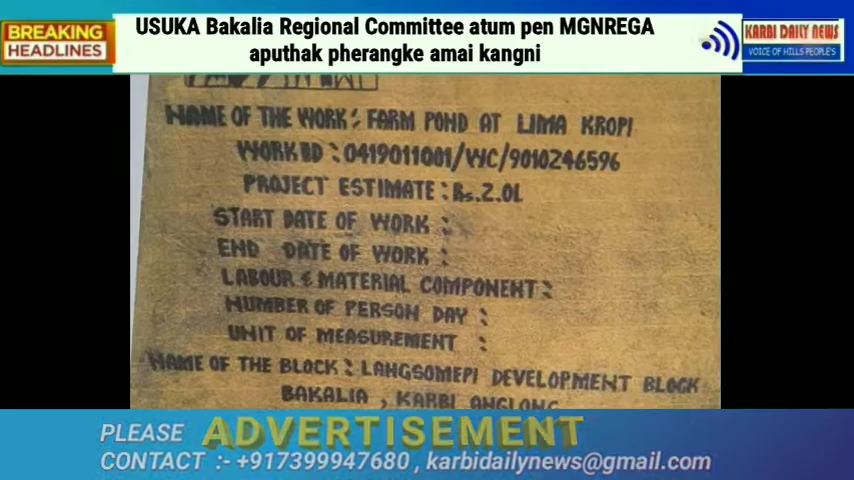 BREAKING
HEADLINES
USUKA Bakalia Regional Committee atum pen MGNREGA
aputhak pherangke amai kangni
KARBI DAILY NEWS
VOICE OF HILLS PEOPLE'S
NAME OF THE WORK : FARM POND AT LIMA KROPI
WORK ID : 0419011001/WC/9010246596
PROJECT ESTIMATE : Rs.2.0L
START DATE OF WORK :
END DATE OF WORK :
LABOUR & MATERIAL COMPONENT :
NUMBER OF PERSON DAY :
UNIT OF MEASUREMENT :
NAME OF THE BLOCK : LANGSOMEPI DEVELOPMENT BLOCK
BAKALIA , KARBI ANGLONG
PLEASE ADVERTISEMENT
CONTACT :- +917399947680 , karbidailynews@gmail.com